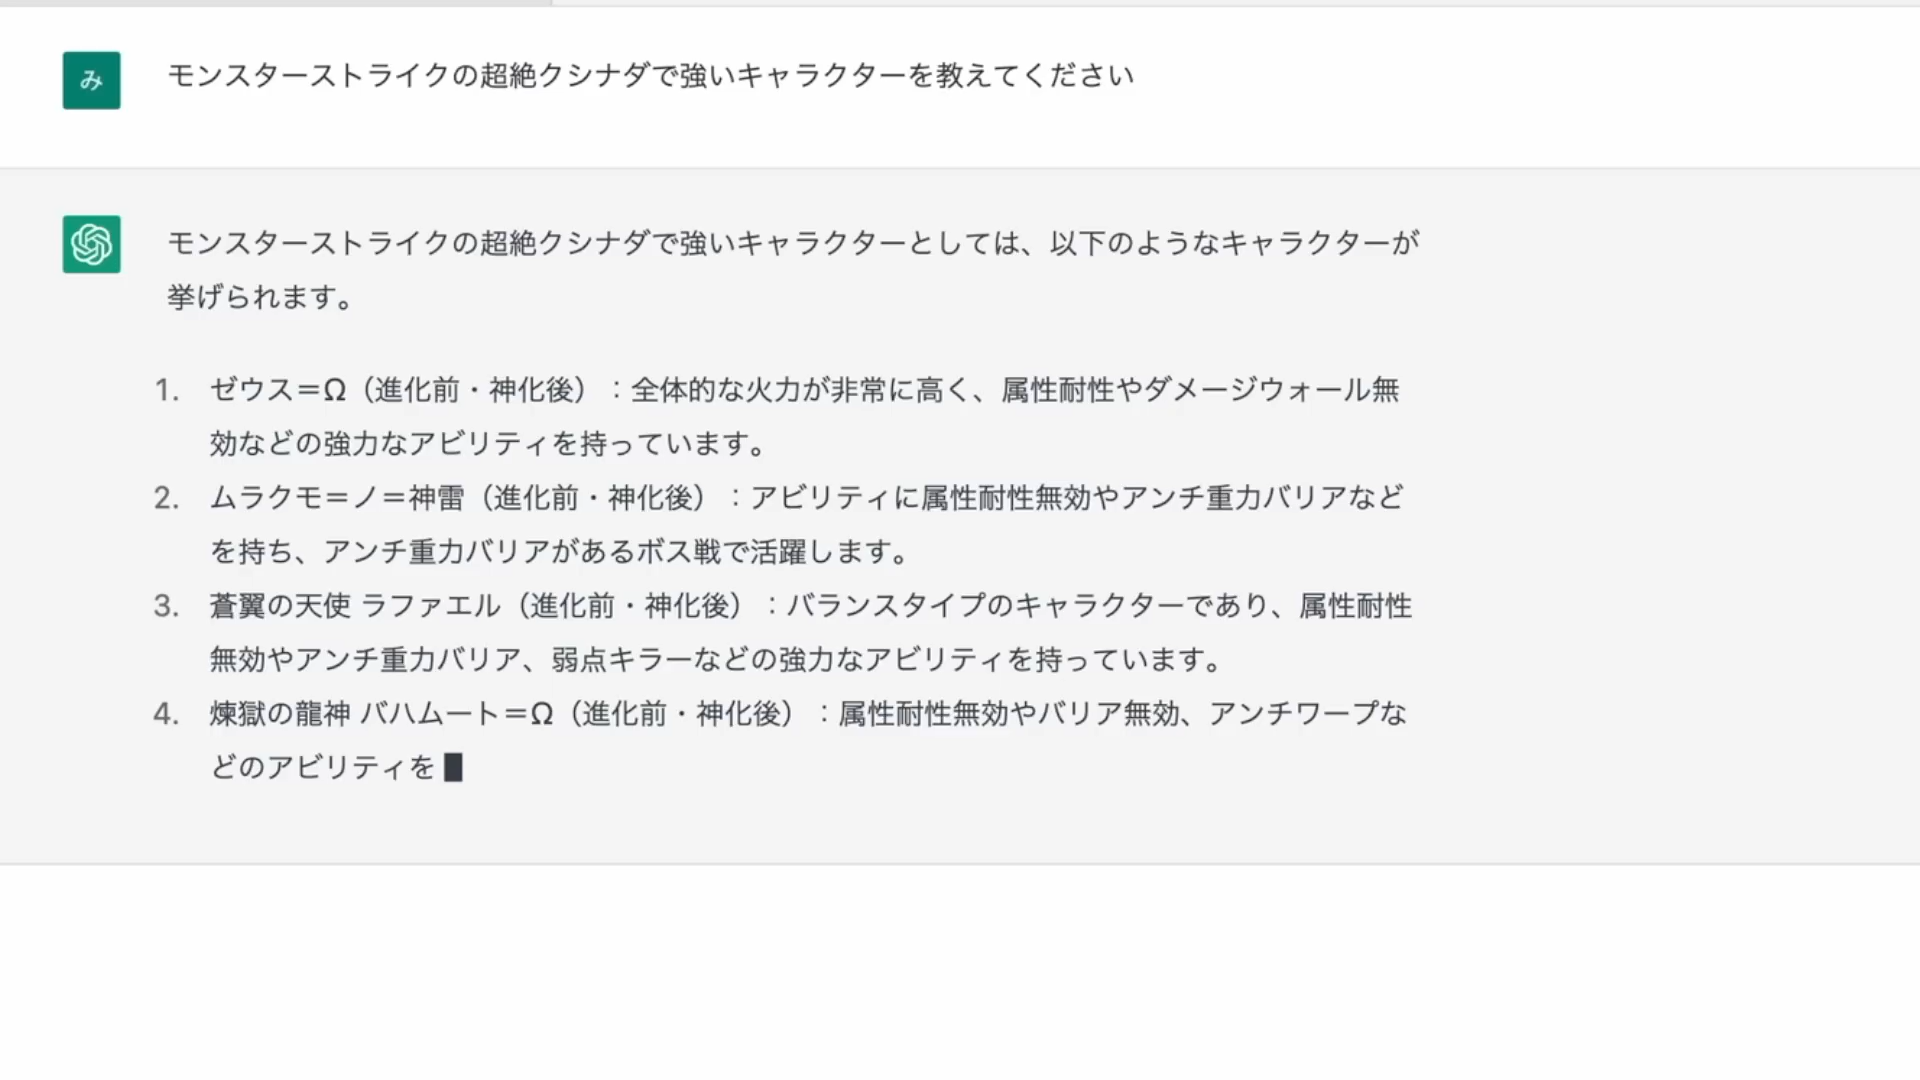 み
モンスターストライクの超絶クシナダで強いキャラクターを教えてください
モンスターストライクの超絶クシナダで強いキャラクターとしては、以下のようなキャラクターが
挙げられます。
1. ゼウス＝Ω（進化前・神化後）：全体的な火力が非常に高く、属性耐性やダメージウォール無
効などの強力なアビリティを持っています。
2. ムラクモ＝ノ＝神雷（進化前・神化後）：アビリティに属性耐性無効やアンチ重力バリアなど
を持ち、アンチ重力バリアがあるボス戦で活躍します。
3. 蒼翼の天使 ラファエル（進化前・神化後）：バランスタイプのキャラクターであり、属性耐性
無効やアンチ重力バリア、弱点キラーなどの強力なアビリティを持っています。
4. 煉獄の龍神 バハムート＝Ω（進化前・神化後）：属性耐性無効やバリア無効、アンチワープな
どのアビリティを